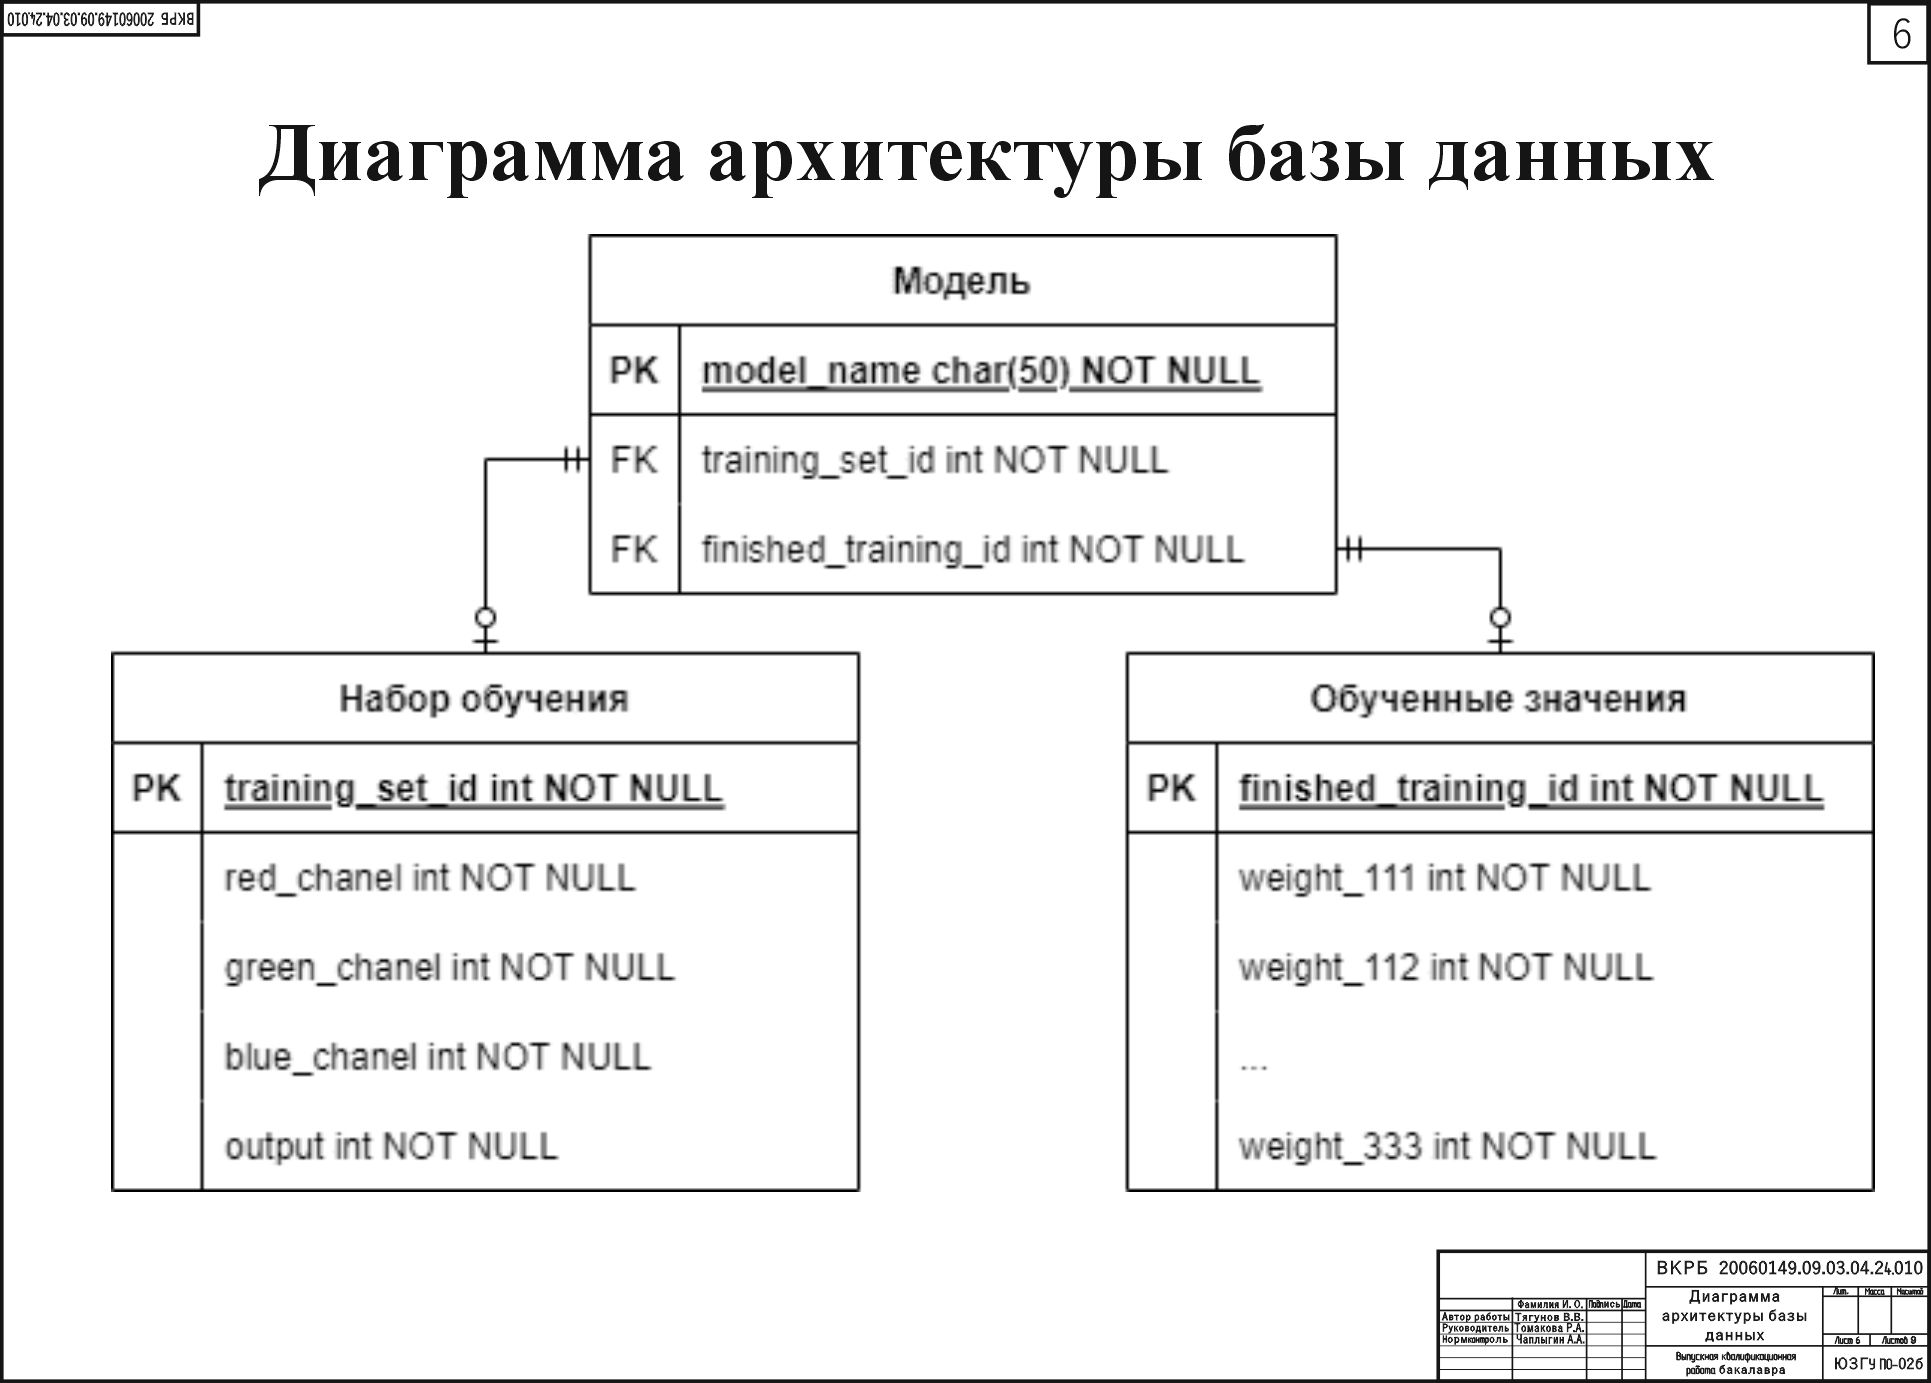 ВКРБ 20060149.09.03.04.24.010
6
Диаграмма архитектуры базы данных
Модель
PK model_name char(50) NOT NULL
FK training_set_id int NOT NULL
FK finished_training_id int NOT NULL
Набор обучения
PK training_set_id int NOT NULL
red_chanel int NOT NULL
green_chanel int NOT NULL
blue_chanel int NOT NULL
output int NOT NULL
Обученные значения
PK finished_training_id int NOT NULL
weight_111 int NOT NULL
weight_112 int NOT NULL
...
weight_333 int NOT NULL
ВКРБ 20060149.09.03.04.24.010
Фамилия И. О. Подпись Дата
Автор работы Тягунов В.В.
Руководитель Томакова Р.А.
Нормконтроль Чаплыгин А.А.
Диаграмма
архитектуры базы
данных
Лит. Масса Масштаб
Лист 6 Листов 9
Выпускная квалификационная
работа бакалавра
ЮЗГУ ПО-02б